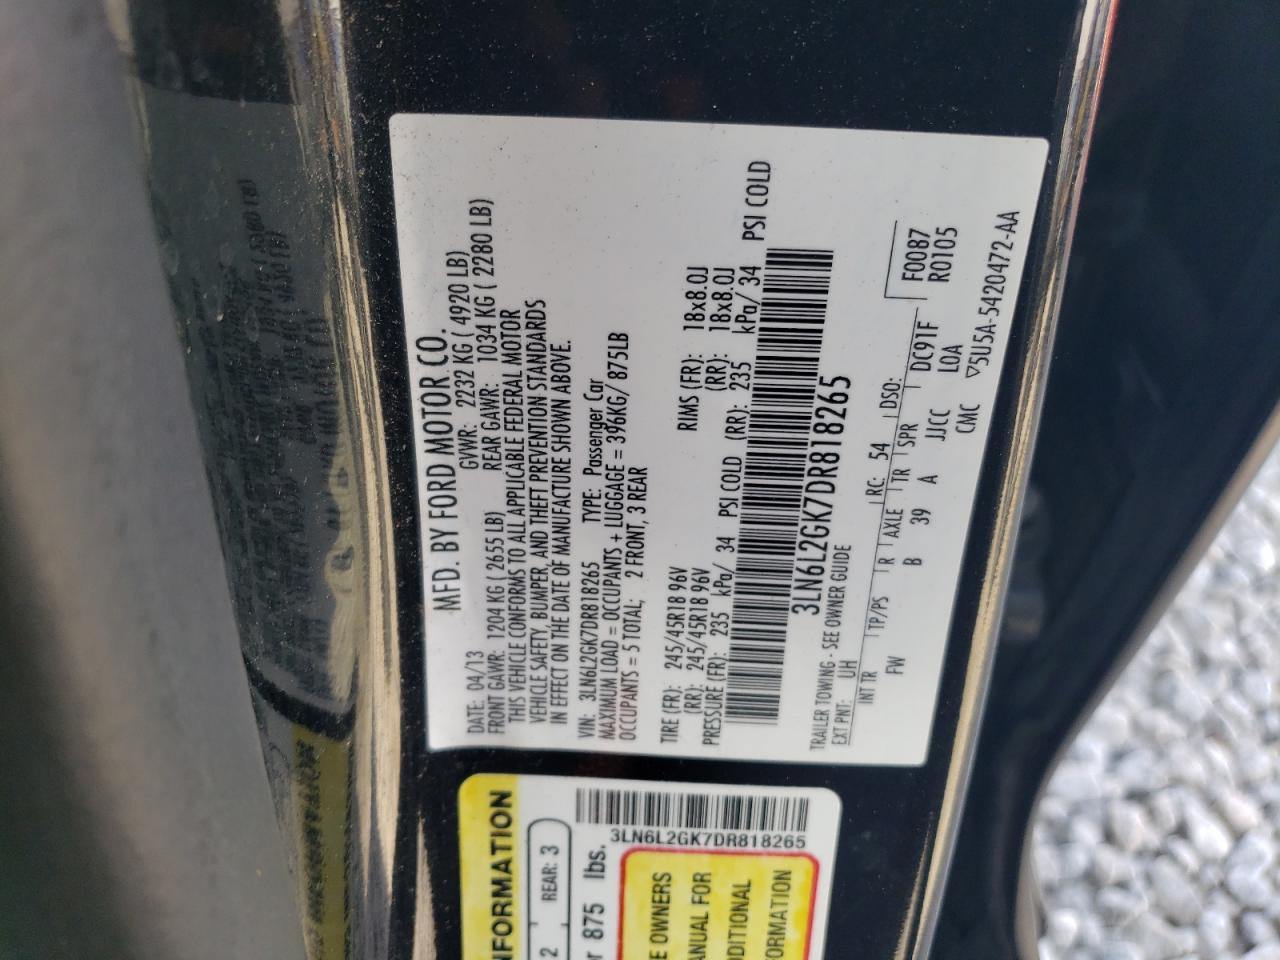 MFD. BY FORD MOTOR CO.
DATE: 04/13 GVWR: 2232 KG ( 4920 LB)
FRONT GAWR: 1204 KG ( 2655 LB) REAR GAWR: 1034 KG ( 2280 LB)
THIS VEHICLE CONFORMS TO ALL APPLICABLE FEDERAL MOTOR
VEHICLE SAFETY, BUMPER, AND THEFT PREVENTION STANDARDS
IN EFFECT ON THE DATE OF MANUFACTURE SHOWN ABOVE.
VIN: 3LN6L2GK7DR818265 TYPE: Passenger Car
MAXIMUM LOAD = OCCUPANTS + LUGGAGE = 396KG/ 875LB
OCCUPANTS = 5 TOTAL; 2 FRONT, 3 REAR
TIRE (FR): 245/45R18 96V RIMS (FR): 18x8.0J
(RR): 245/45R18 96V (RR): 18x8.0J
PRESSURE (FR): 235 kPa/ 34 PSI COLD (RR): 235 kPa/ 34 PSI COLD
3LN6L2GK7DR818265
TRAILER TOWING - SEE OWNER GUIDE
EXT PNT: UH RC: 54 DSO: F0087
R0105
INT TR TP/PS R AXLE TR SPR DC91F
FW B 39 A JJCC LOA
CMC ▽5U5A-5420472-AA
NFORMATION
2 REAR: 3
or 875 lbs.
3LN6L2GK7DR818265
E OWNERS
ANUAL FOR
DDITIONAL
FORMATION